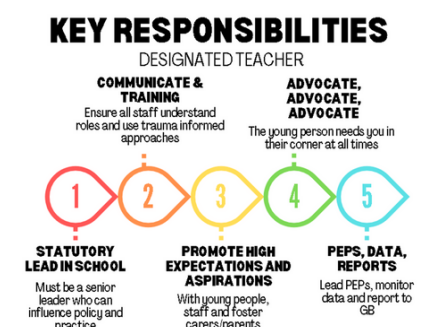 KEY RESPONSIBILITIES
DESIGNATED TEACHER
COMMUNICATE &
TRAINING
Ensure all staff understand
roles and use trauma informed
approaches
ADVOCATE,
ADVOCATE,
ADVOCATE
The young person needs you in
their corner at all times
1
2
3
4
5
STATUTORY
LEAD IN SCHOOL
Must be a senior
leader who can
influence policy and
practice
PROMOTE HIGH
EXPECTATIONS AND
ASPIRATIONS
With young people,
staff and foster
carers/parents
PEPS, DATA,
REPORTS
Lead PEPs, monitor
data and report to
GB